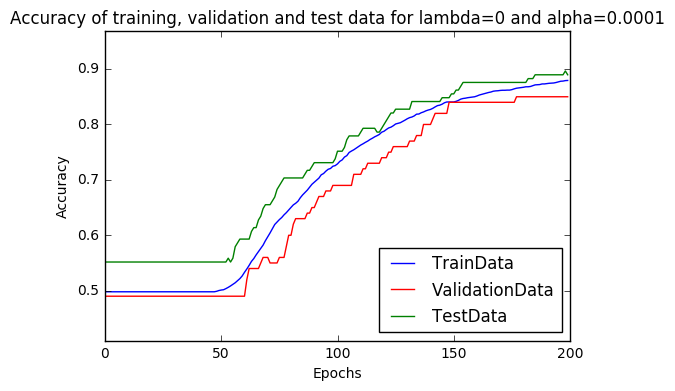 Accuracy of training, validation and test data for lambda=0 and alpha=0.0001
0.9
0.8
0.7
0.6
0.5
Accuracy
0 50 100 150 200
Epochs
TrainData
ValidationData
TestData